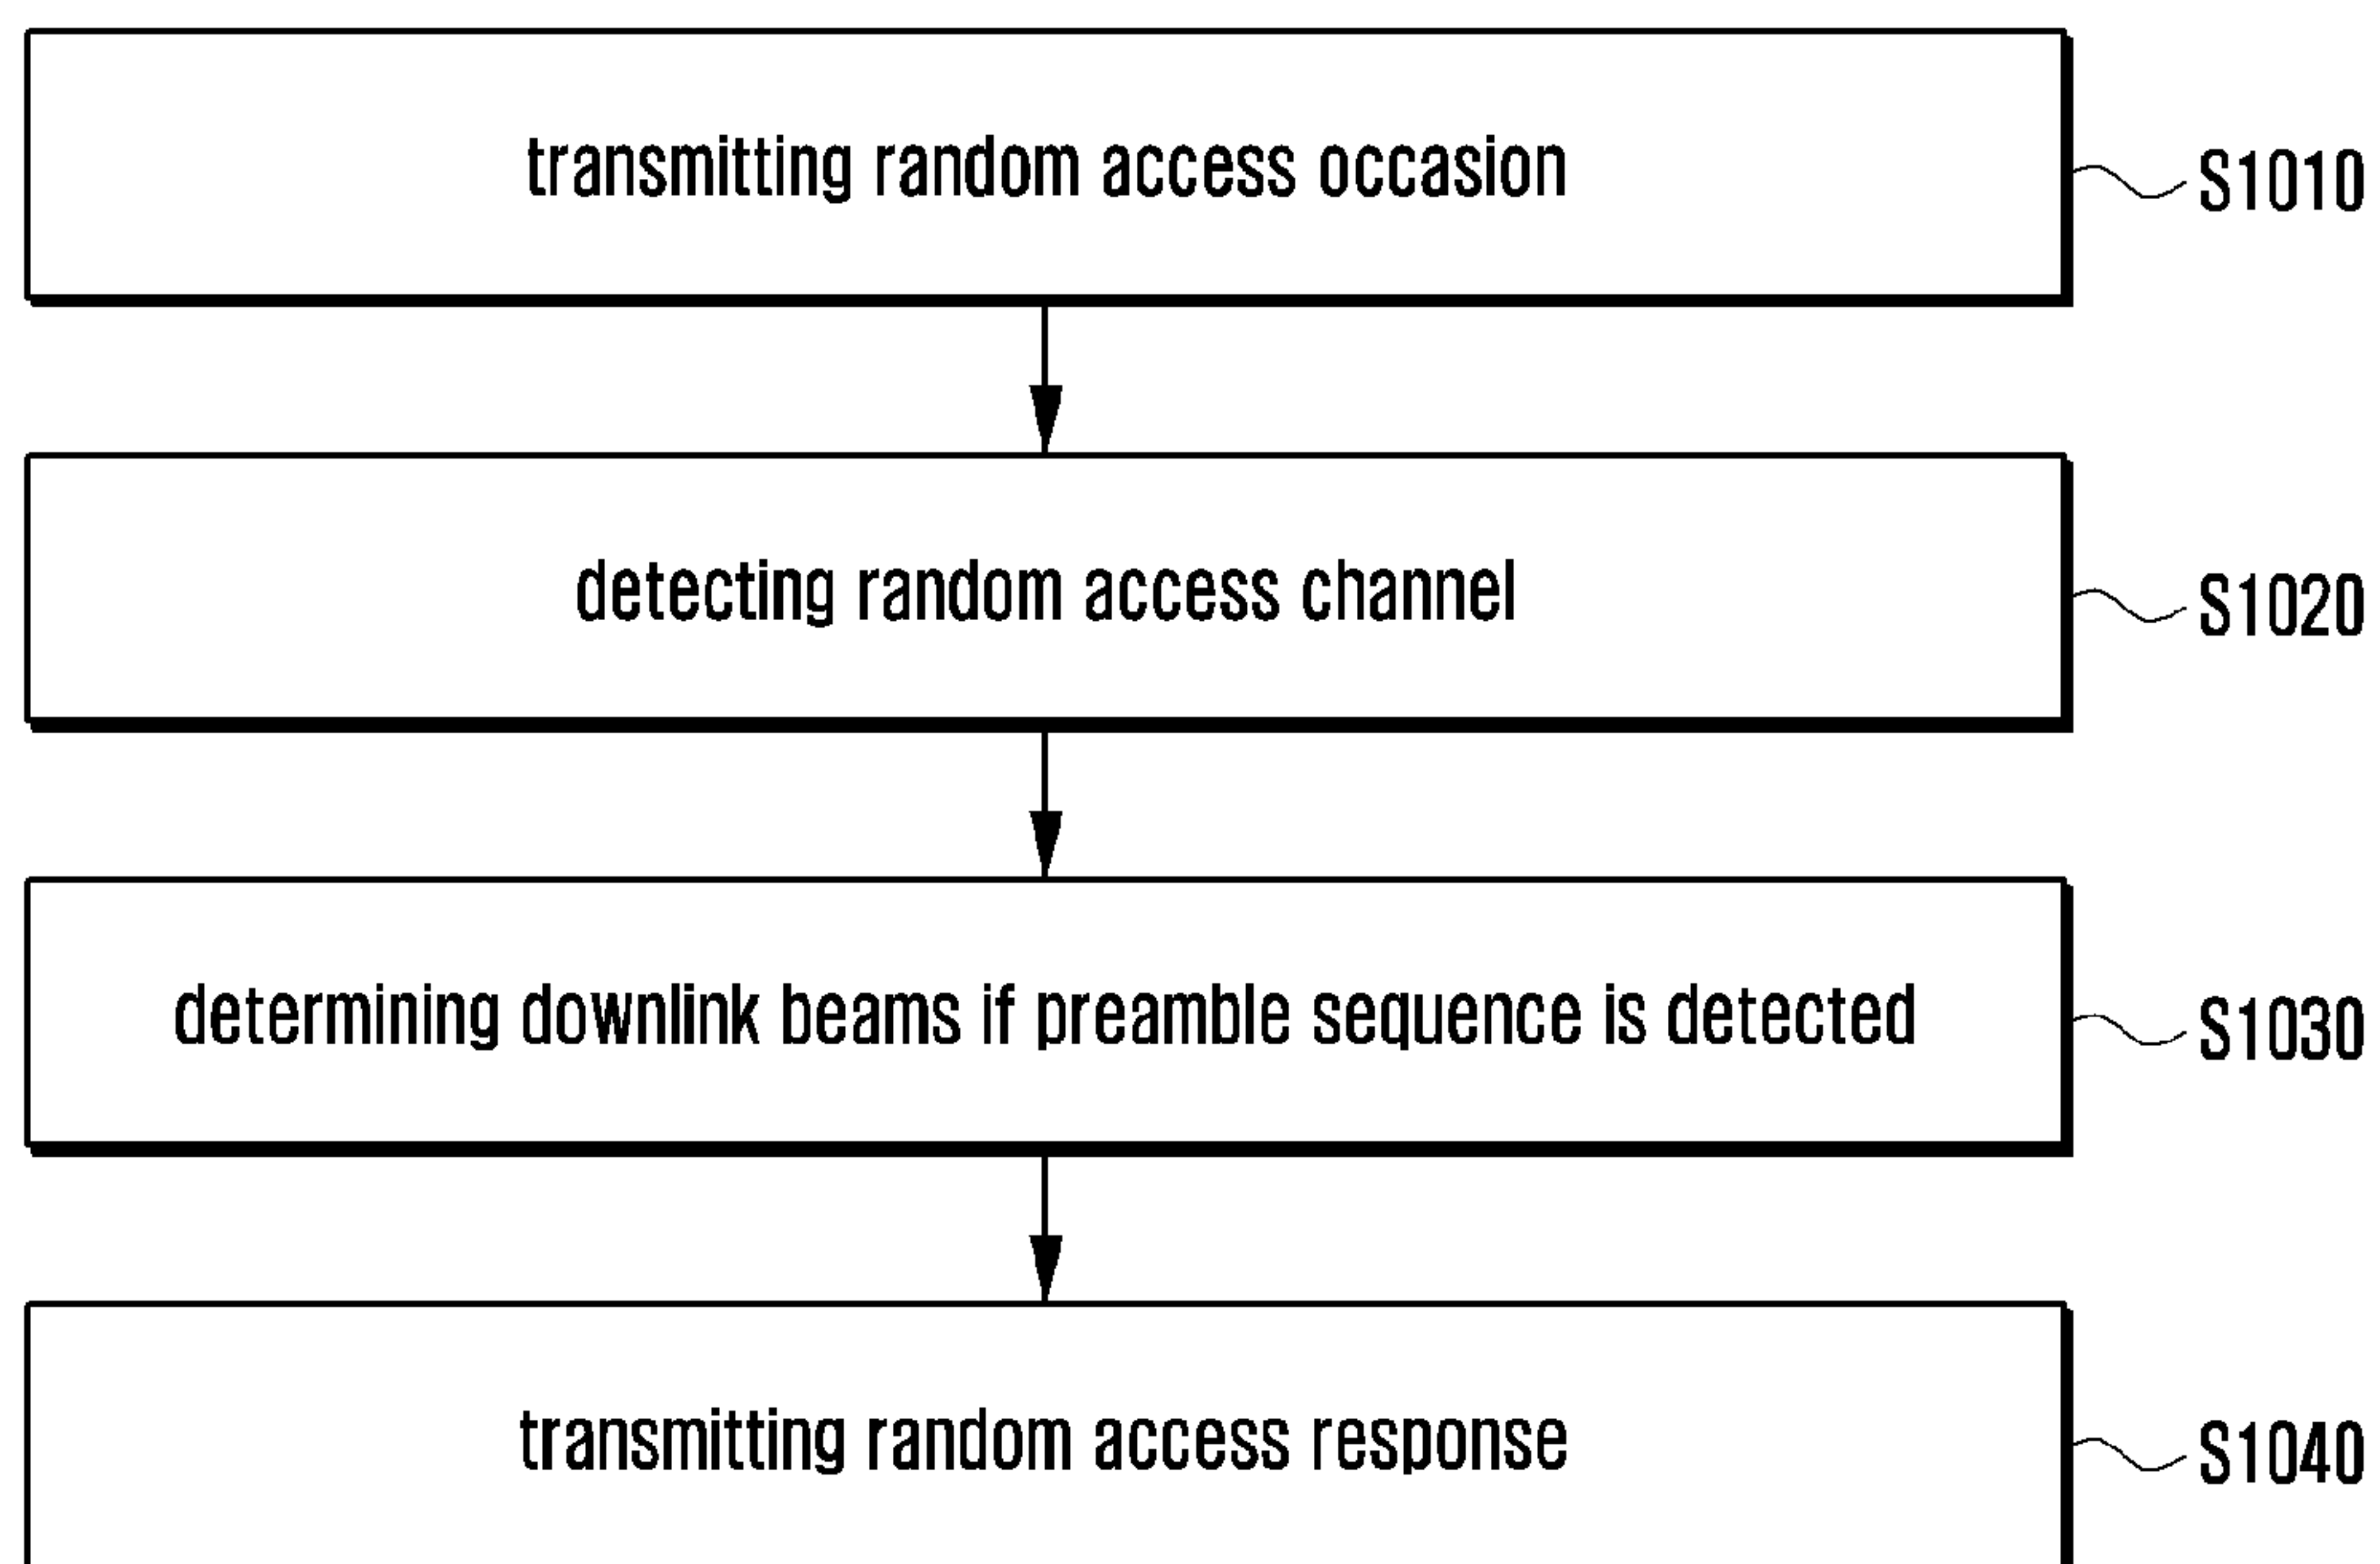 transmitting random access occasion
S1010
detecting random access channel
S1020
determining downlink beams if preamble sequence is detected
S1030
transmitting random access response
S1040